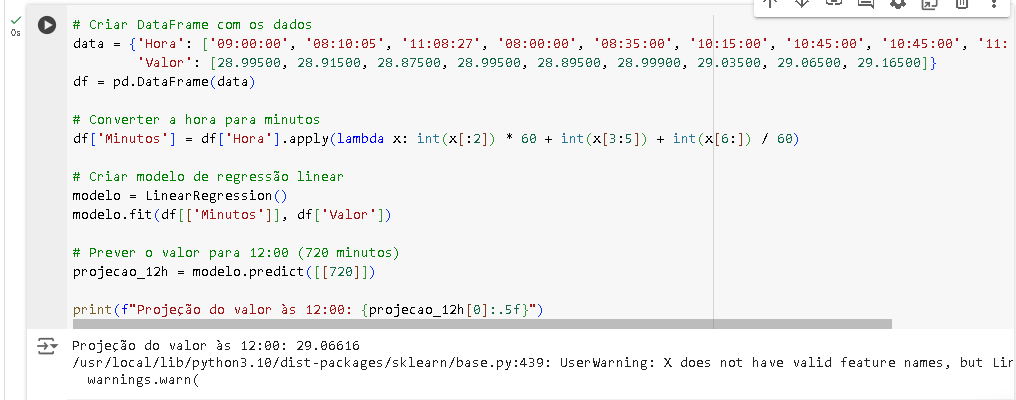 0s
# Criar DataFrame com os dados
data = {'Hora': ['09:00:00', '08:10:05', '11:08:27', '08:00:00', '08:35:00', '10:15:00', '10:45:00', '10:45:00', '11:
'Valor': [28.99500, 28.91500, 28.87500, 28.99500, 28.89500, 28.99900, 29.03500, 29.06500, 29.16500]}
df = pd.DataFrame(data)
# Converter a hora para minutos
df['Minutos'] = df['Hora'].apply(lambda x: int(x[:2]) * 60 + int(x[3:5]) + int(x[6:]) / 60)
# Criar modelo de regressão linear
modelo = LinearRegression()
modelo.fit(df[['Minutos']], df['Valor'])
# Prever o valor para 12:00 (720 minutos)
projecao_12h = modelo.predict([[720]])
print(f"Projeção do valor às 12:00: {projecao_12h[0]:.5f}")
Projeção do valor às 12:00: 29.06616
/usr/local/lib/python3.10/dist-packages/sklearn/base.py:439: UserWarning: X does not have valid feature names, but Lin
warnings.warn(